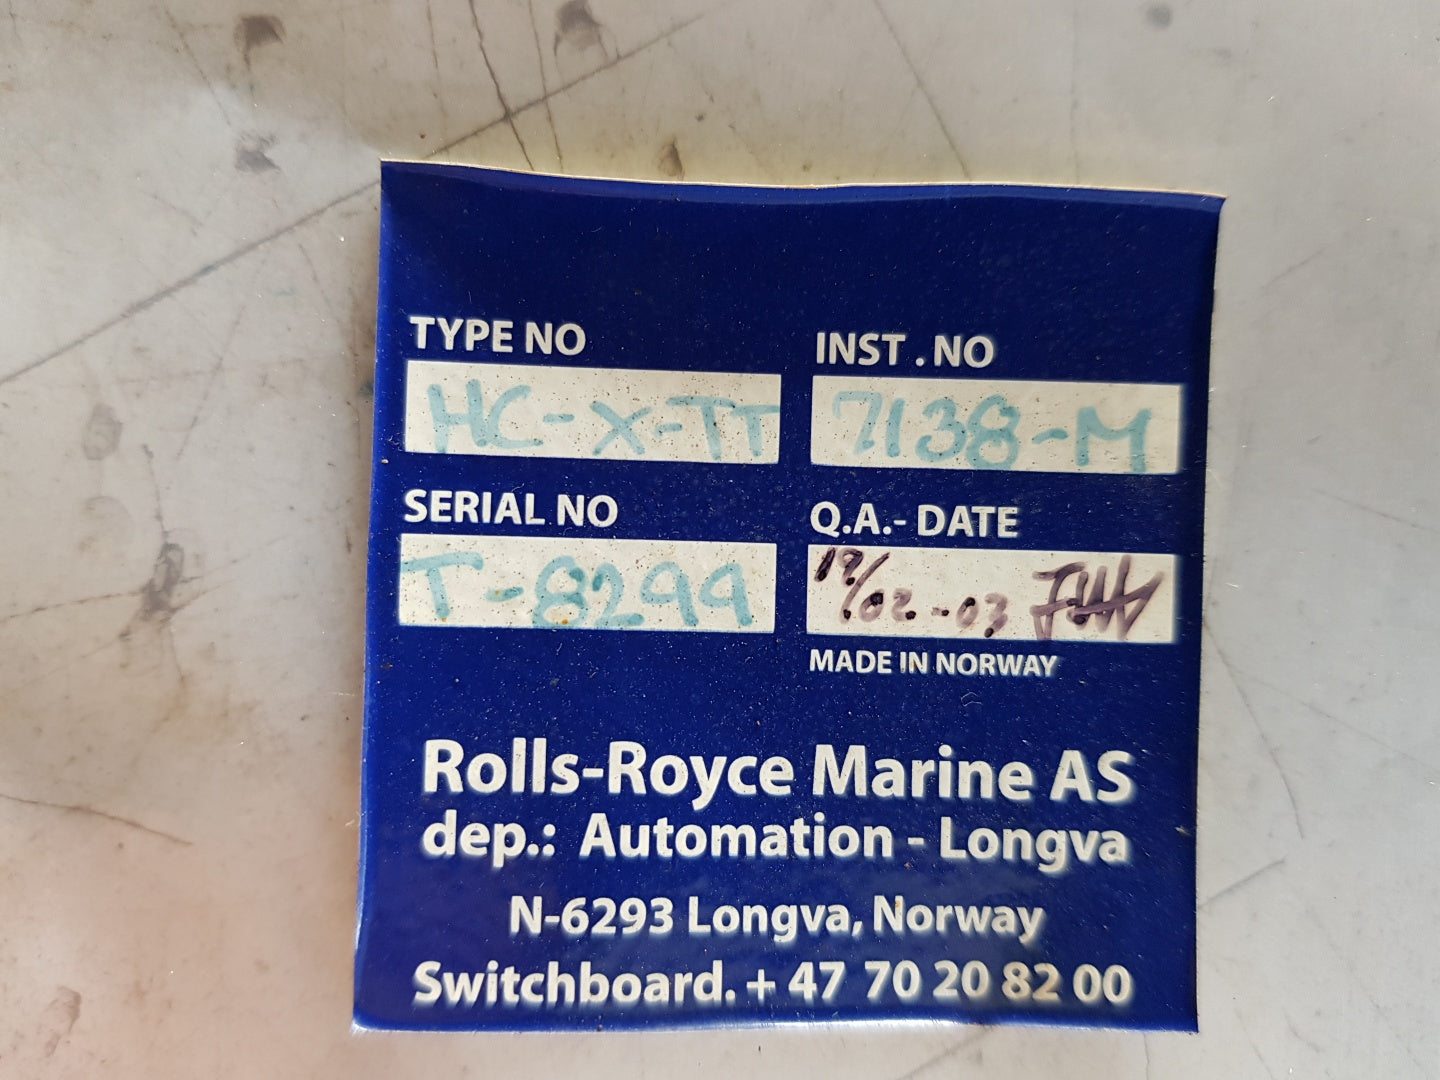 TYPE NO INST . NO
HC-X-TT 7138-M
SERIAL NO Q.A.- DATE
T-8299 19/02-03
MADE IN NORWAY
Rolls-Royce Marine AS
dep.: Automation - Longva
N-6293 Longva, Norway
Switchboard. + 47 70 20 82 00